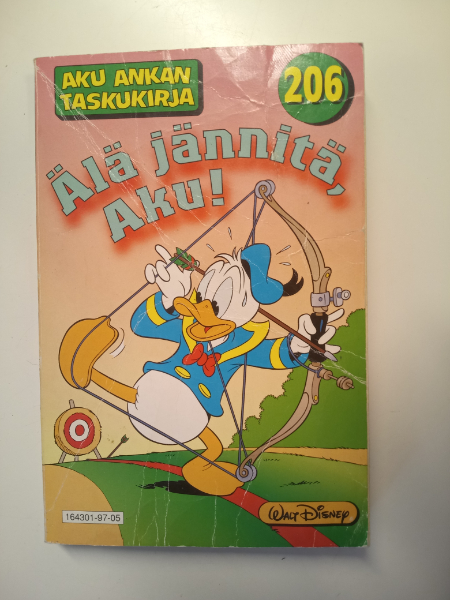 AKU ANKAN
TASKUKIRJA
206
Älä jännitä,
Aku!
164301-97-05
WALT DISNEY